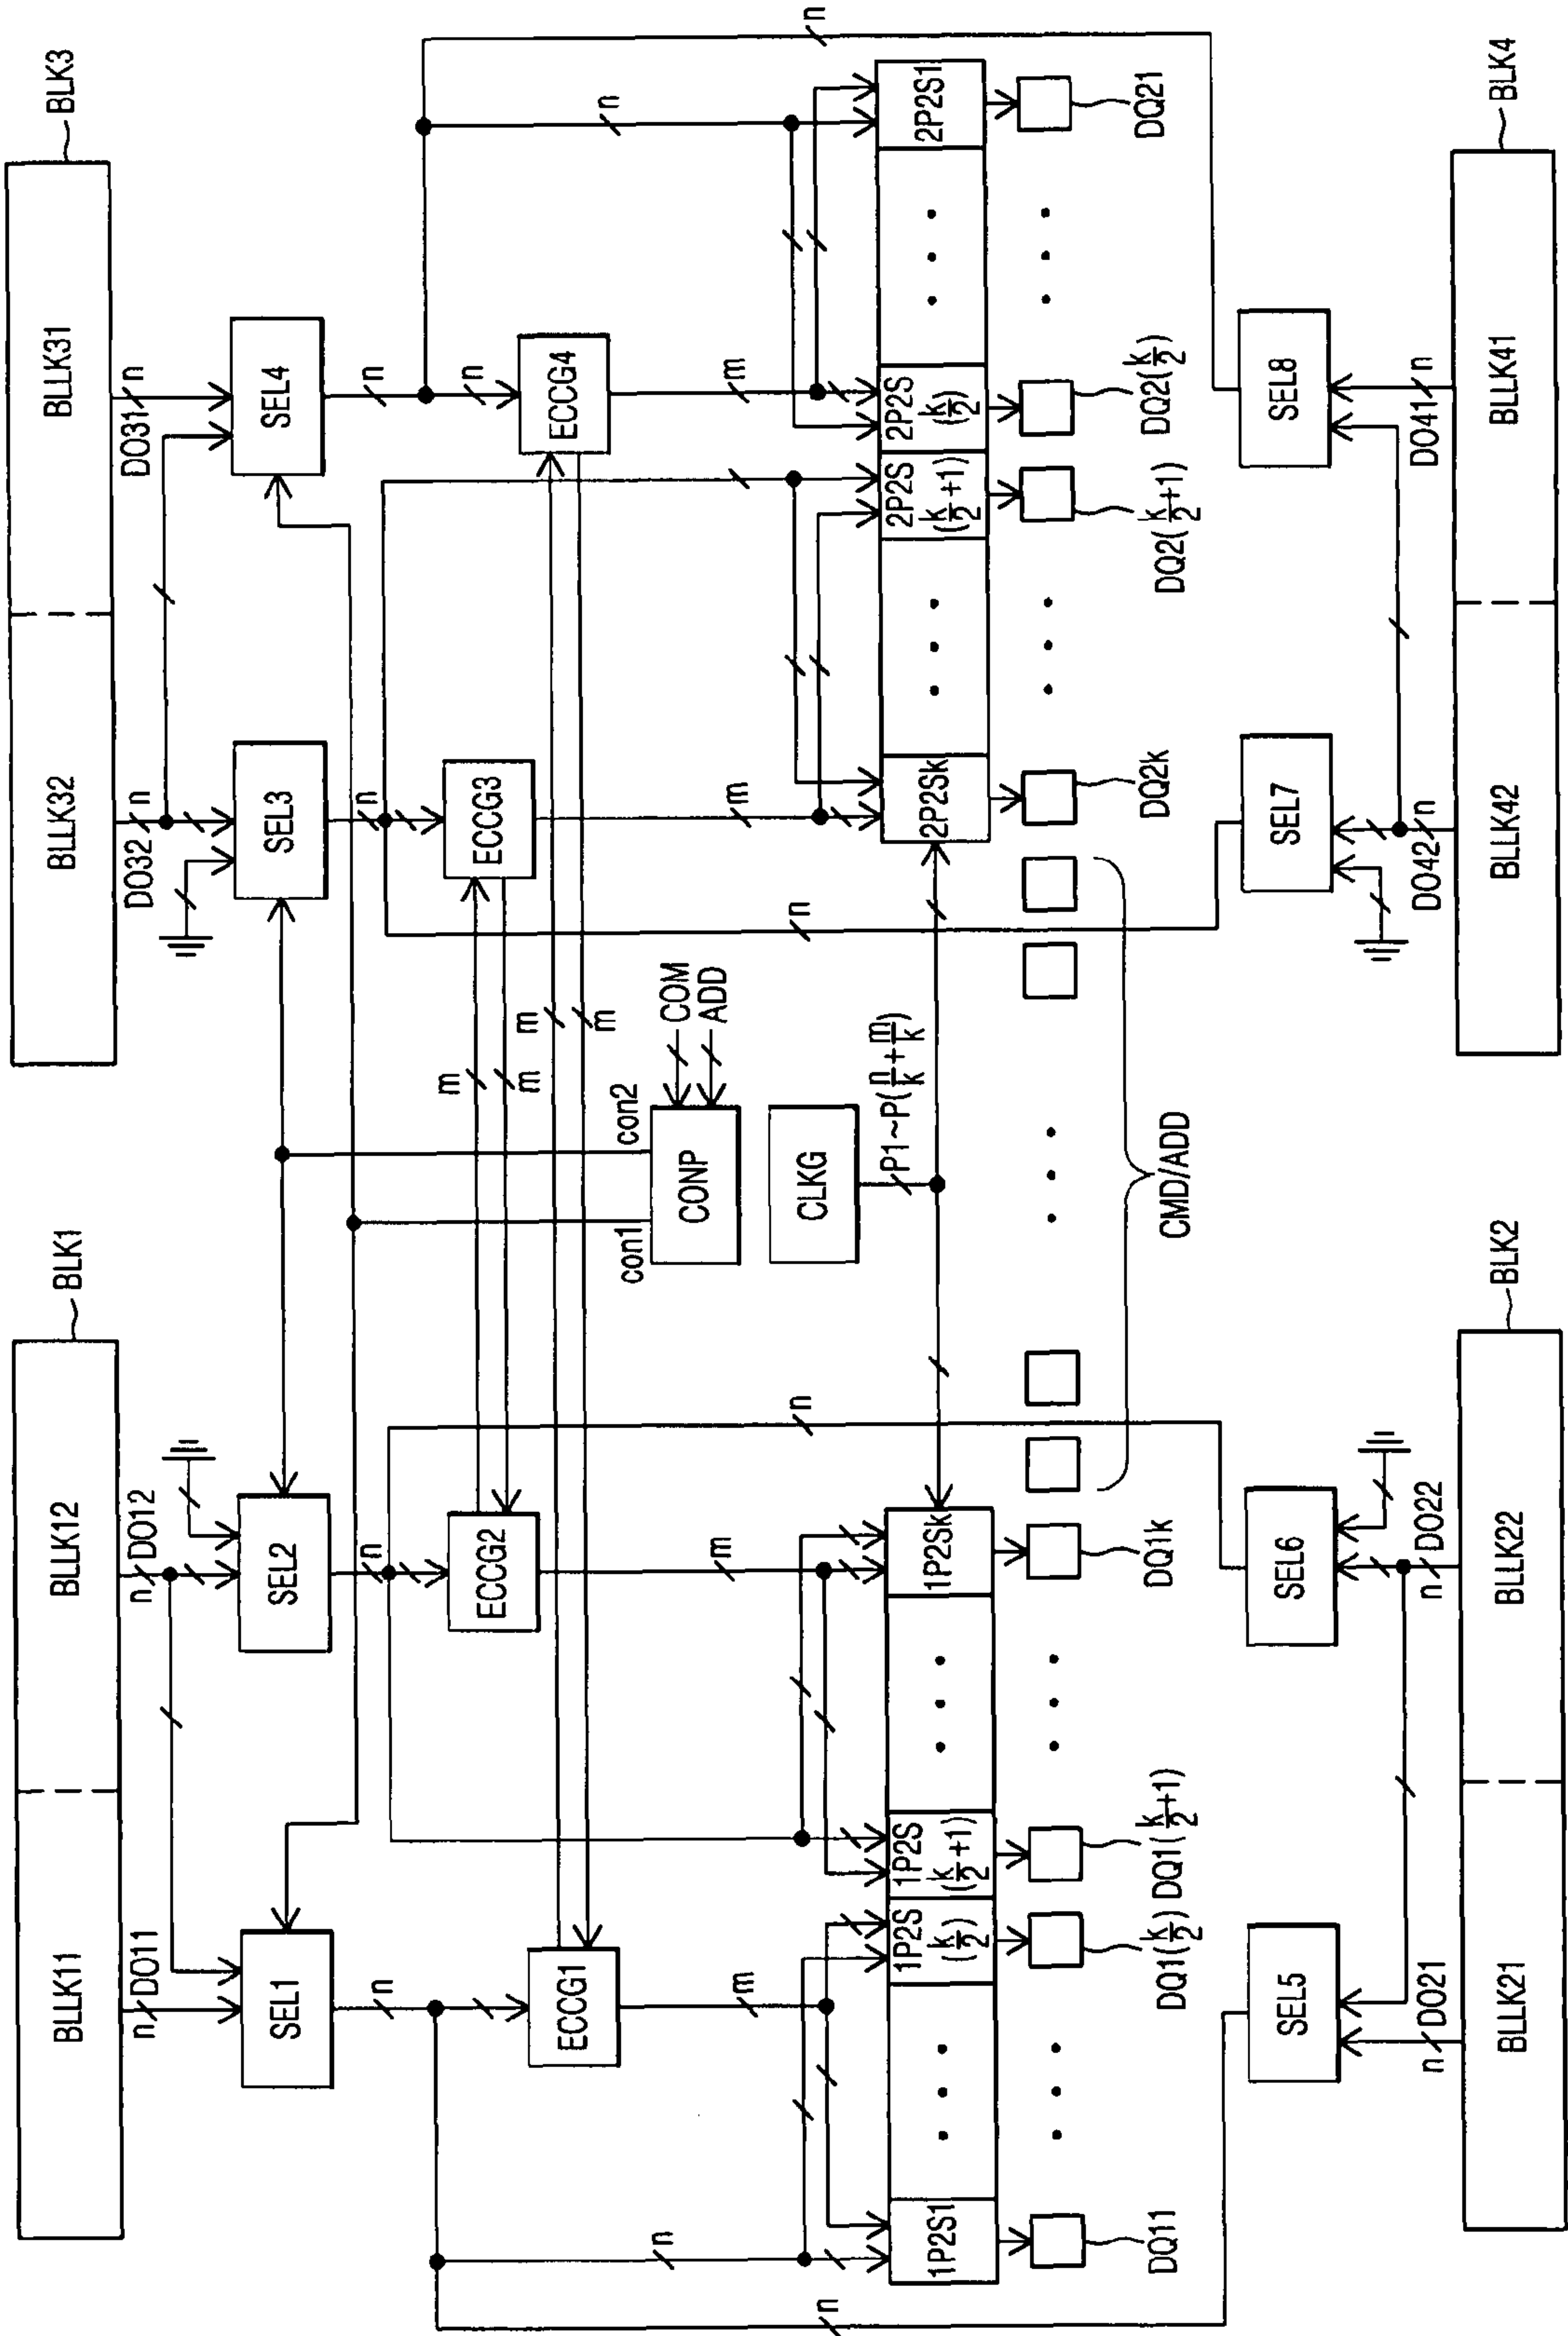 BLK1
BLK3
BLLK11
BLLK12
BLLK32
BLLK31
n
DO11
n
DO12
DO32
n
DO31
n
SEL1
SEL2
SEL3
SEL4
n
n
n
n
n
n
ECCG1
ECCG2
ECCG3
ECCG4
m
m
m
m
con1
con2
CONP
COM
ADD
n
m
m
m
m
n
n
n
n
n
CLKG
P1~P(n/k+m/k)
1P2S1
1P2S
(k/2)
1P2S
(k/2+1)
1P2Sk
2P2Sk
2P2S
(k/2+1)
2P2S
(k/2)
2P2S1
DQ11
DQ1(k/2)
DQ1(k/2+1)
DQ1k
CMD/ADD
DQ2k
DQ2(k/2+1)
DQ2(k/2)
DQ21
SEL5
SEL6
SEL7
SEL8
n
DO21
n
DO22
DO42
n
DO41
n
BLLK21
BLLK22
BLLK42
BLLK41
BLK2
BLK4